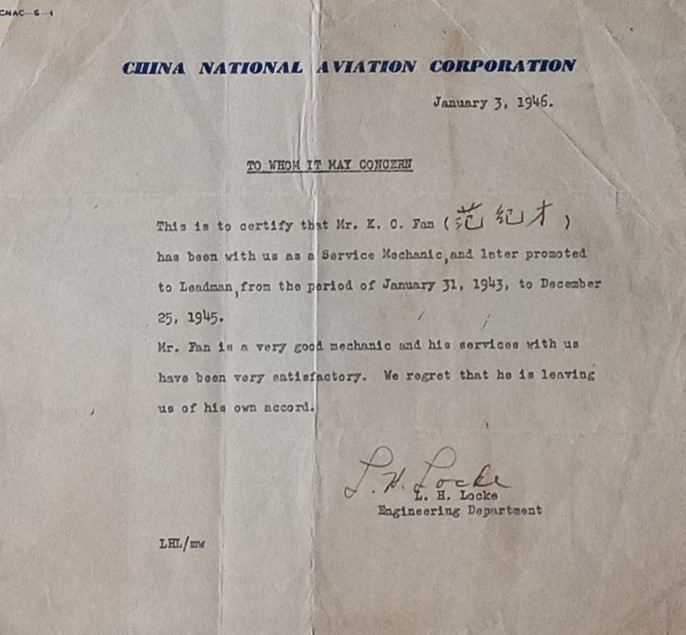 CNAC-G-4
CHINA NATIONAL AVIATION CORPORATION
January 3, 1946.
TO WHOM IT MAY CONCERN
This is to certify that Mr. K. C. Fan (范紀才)
has been with us as a Service Mechanic, and later promoted
to Leadman, from the period of January 31, 1943, to December
25, 1945.
Mr. Fan is a very good mechanic and his services with us
have been very satisfactory. We regret that he is leaving
us of his own accord.
L. H. Locke
L. H. Locke
Engineering Department
LHL/mw